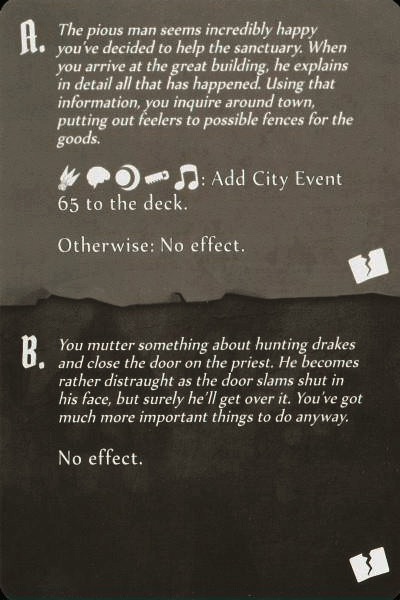 A.
The pious man seems incredibly happy
you've decided to help the sanctuary. When
you arrive at the great building, he explains
in detail all that has happened. Using that
information, you inquire around town,
putting out feelers to possible fences for the
goods.
: Add City Event
65 to the deck.
Otherwise: No effect.
B.
You mutter something about hunting drakes
and close the door on the priest. He becomes
rather distraught as the door slams shut in
his face, but surely he'll get over it. You've got
much more important things to do anyway.
No effect.